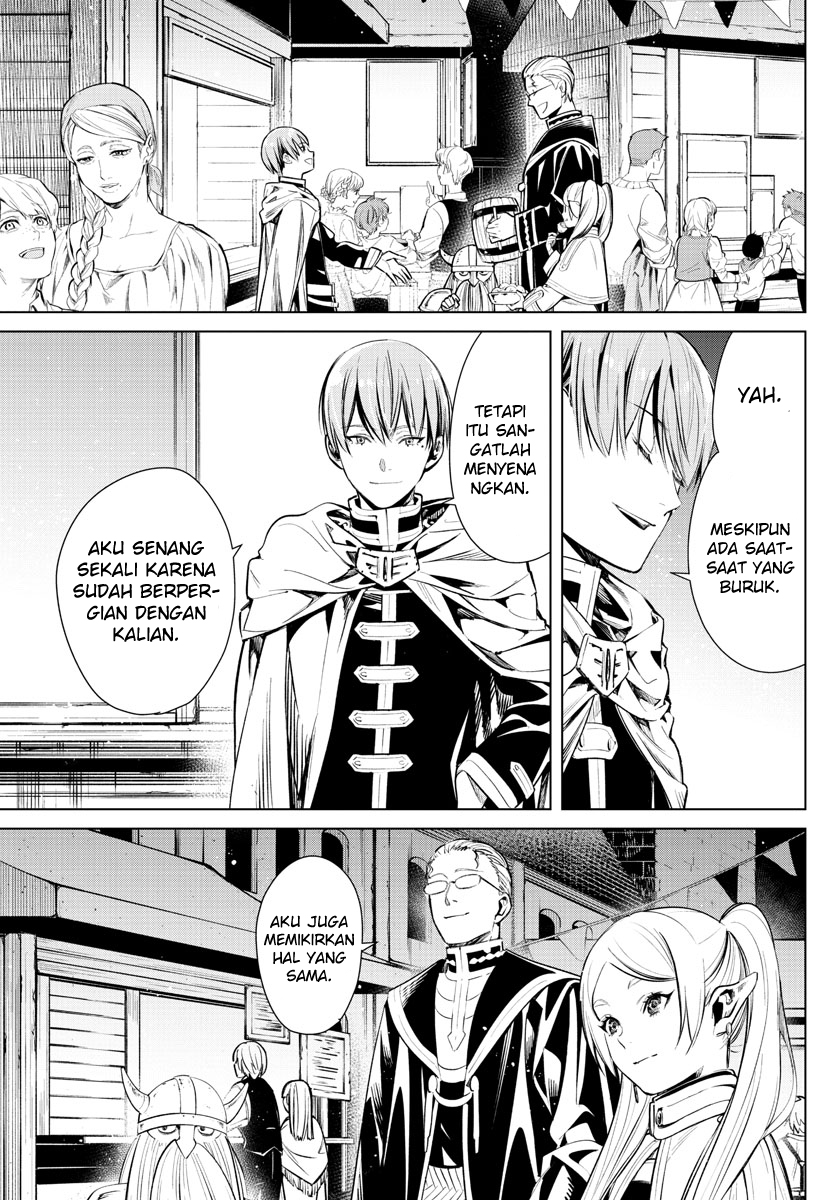 YAH.
MESKIPUN
ADA SAAT-
SAAT YANG
BURUK.
TETAPI
ITU SAN-
GATLAH
MENYENA
NGKAN.
AKU SENANG
SEKALI KARENA
SUDAH BERPER-
GIAN DENGAN
KALIAN.
AKU JUGA
MEMIKIRKAN
HAL YANG
SAMA.